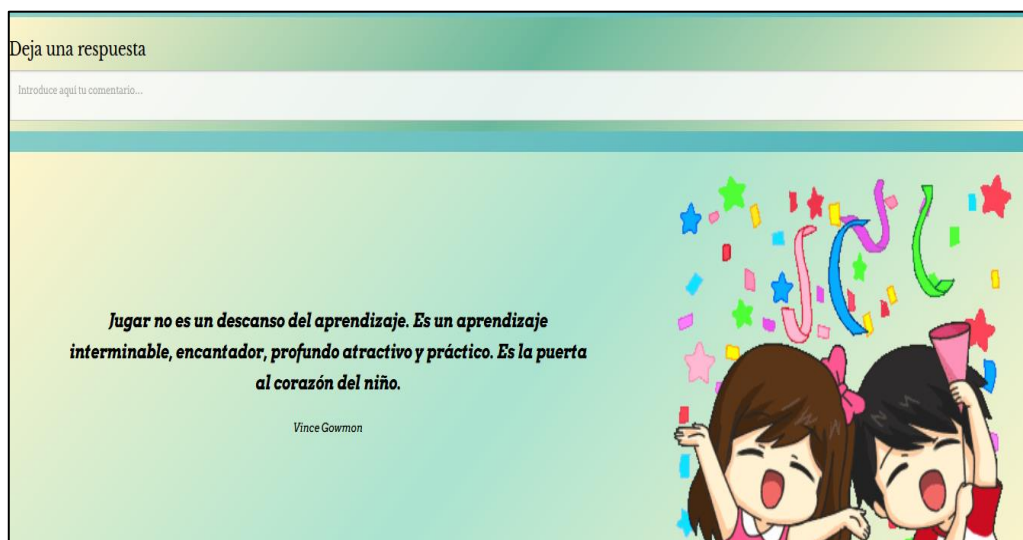 Deja una respuesta
Introduce aquí tu comentario...
Jugar no es un descanso del aprendizaje. Es un aprendizaje
interminable, encantador, profundo atractivo y práctico. Es la puerta
al corazón del niño.
Vince Gowmon